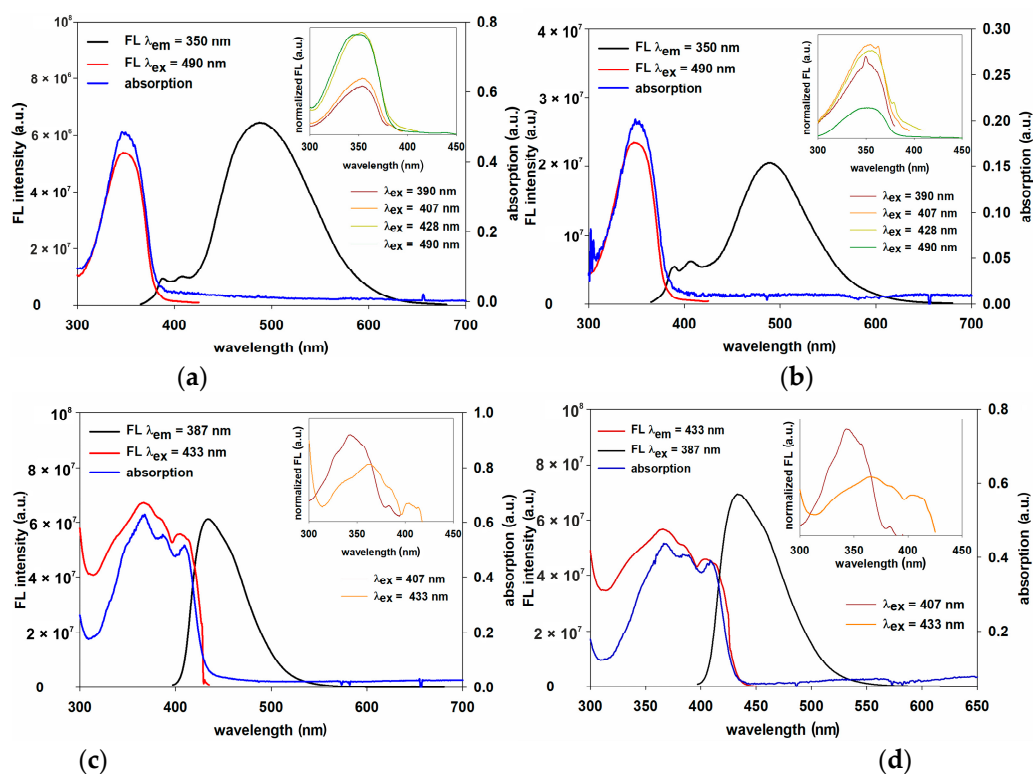 10⁸
8 × 10⁷
6 × 10⁷
4 × 10⁷
2 × 10⁷
0
FL intensity (a.u.)
FL λem = 350 nm
FL λex = 490 nm
absorption
normalized FL (a.u.)
300 350 400 450
wavelength (nm)
λex = 390 nm
λex = 407 nm
λex = 428 nm
λex = 490 nm
0.8
0.6
0.4
0.2
0.0
absorption (a.u.)
300 400 500 600 700
wavelength (nm)
(a)
4 × 10⁷
3 × 10⁷
2 × 10⁷
10⁷
0
FL intensity (a.u.)
FL λem = 350 nm
FL λex = 490 nm
absorption
normalized FL (a.u.)
300 350 400 450
wavelength (nm)
λex = 390 nm
λex = 407 nm
λex = 428 nm
λex = 490 nm
0.30
0.25
0.20
0.15
0.10
0.05
0.00
absorption (a.u.)
300 400 500 600 700
wavelength (nm)
(b)
10⁸
8 × 10⁷
6 × 10⁷
4 × 10⁷
2 × 10⁷
0
FL intensity (a.u.)
FL λem = 387 nm
FL λex = 433 nm
absorption
normalized FL (a.u.)
300 350 400 450
wavelength (nm)
λex = 407 nm
λex = 433 nm
1.0
0.8
0.6
0.4
0.2
0.0
absorption (a.u.)
300 400 500 600 700
wavelength (nm)
(c)
10⁸
8 × 10⁷
6 × 10⁷
4 × 10⁷
2 × 10⁷
0
FL intensity (a.u.)
FL λem = 433 nm
FL λex = 387 nm
absorption
normalized FL (a.u.)
300 350 400 450
wavelength (nm)
λex = 407 nm
λex = 433 nm
0.8
0.6
0.4
0.2
absorption (a.u.)
300 350 400 450 500 550 600 650
wavelength (nm)
(d)